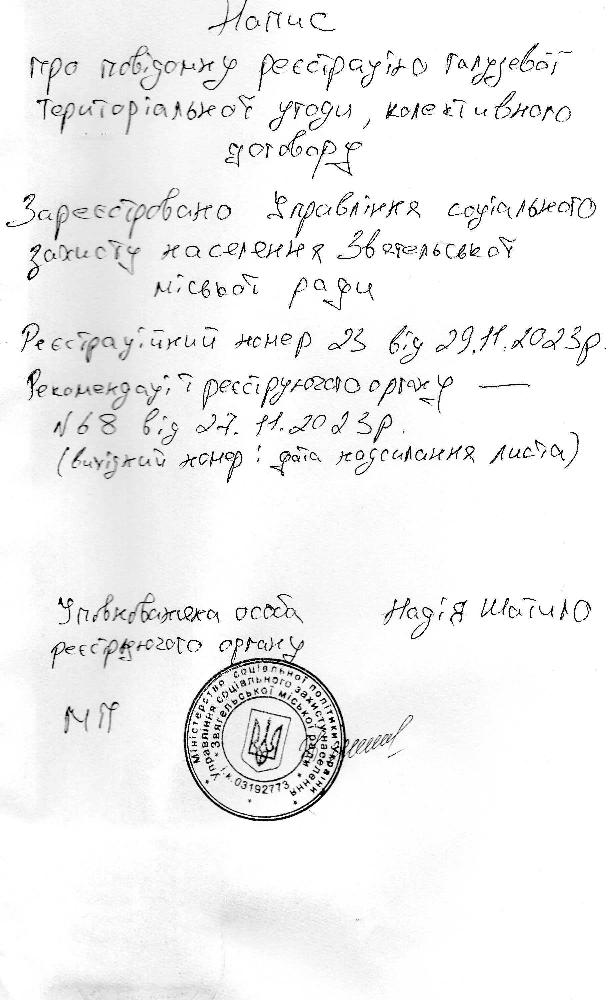 Напис
про повідомну реєстрацію галузевої
територіальної угоди, колективного
договору
Зареєстровано Управління соціального
захисту населення Звягельської
міської ради
Реєстраційний номер 23 від 29.11.2023р.
Рекомендації реєструючого органу —
N68 від 27.11.2023р.
(вихідний номер і дата надсилання листа)
Уповноважена особа Надія Шатило
реєструючого органу
МП
Міністерство соціальної політики України
Управління соціального захисту населення
* Звягельської міської ради *
і.к. 03192773